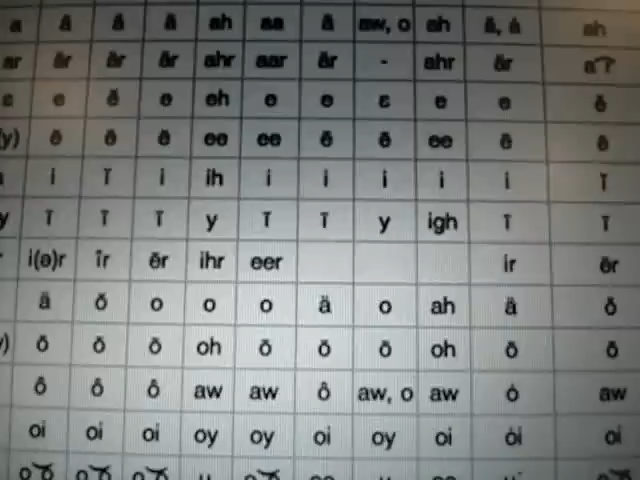 a ā ā ā ah aa ā aw, o ah ā, ȧ ah
ar är är är ahr aar är - ahr är
ɛ e ĕ e eh e e ɛ e e ĕ
(y) ē ē ē ee ee ē ē ee ē ē
i ĭ i ih i i i i i ĭ
y ī ī ī y ī ī y igh ī ī
i(ə)r îr ēr ihr eer ir ēr
ä ŏ o o o ä o ah ä ŏ
) ō ō ō oh ō ō ō oh ō ō
ô ô ô aw aw ô aw, o aw ȯ aw
oi oi oi oy oy oi oy oi ȯi oi